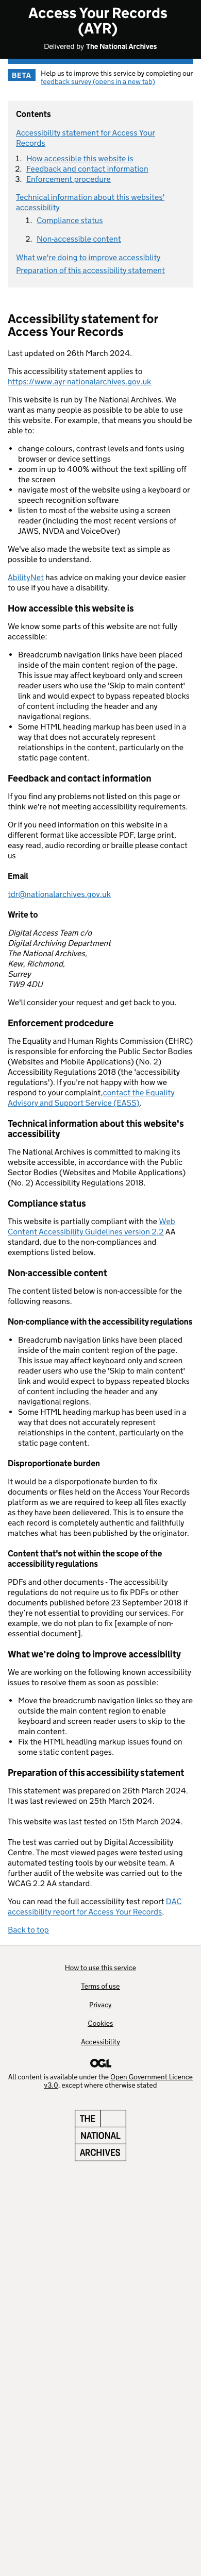 Access Your Records
(AYR)
Delivered by The National Archives
BETA
Help us to improve this service by completing our
feedback survey (opens in a new tab)
Contents
Accessibility statement for Access Your
Records
1. How accessible this website is
2. Feedback and contact information
3. Enforcement procedure
Technical information about this websites'
accessibility
1. Compliance status
2. Non-accessible content
What we're doing to improve accessiblity
Preparation of this accessibility statement
Accessibility statement for
Access Your Records
Last updated on 26th March 2024.
This accessibility statement applies to
https://www.ayr-nationalarchives.gov.uk
This website is run by The National Archives. We
want as many people as possible to be able to use
this website. For example, that means you should be
able to:
• change colours, contrast levels and fonts using
browser or device settings
• zoom in up to 400% without the text spilling off
the screen
• navigate most of the website using a keyboard or
speech recognition software
• listen to most of the website using a screen
reader (including the most recent versions of
JAWS, NVDA and VoiceOver)
We've also made the website text as simple as
possible to understand.
AbilityNet has advice on making your device easier
to use if you have a disability.
How accessible this website is
We know some parts of this website are not fully
accessible:
• Breadcrumb navigation links have been placed
inside of the main content region of the page.
This issue may affect keyboard only and screen
reader users who use the 'Skip to main content'
link and would expect to bypass repeated blocks
of content including the header and any
navigational regions.
• Some HTML heading markup has been used in a
way that does not accurately represent
relationships in the content, particularly on the
static page content.
Feedback and contact information
If you find any problems not listed on this page or
think we're not meeting accessibility requirements.
Or if you need information on this website in a
different format like accessible PDF, large print,
easy read, audio recording or braille please contact
us
Email
tdr@nationalarchives.gov.uk
Write to
Digital Access Team c/o
Digital Archiving Department
The National Archives,
Kew, Richmond,
Surrey
TW9 4DU
We'll consider your request and get back to you.
Enforcement prodcedure
The Equality and Human Rights Commission (EHRC)
is responsible for enforcing the Public Sector Bodies
(Websites and Mobile Applications) (No. 2)
Accessibility Regulations 2018 (the 'accessibility
regulations'). If you're not happy with how we
respond to your complaint,contact the Equality
Advisory and Support Service (EASS).
Technical information about this website's
accessibility
The National Archives is committed to making its
website accessible, in accordance with the Public
Sector Bodies (Websites and Mobile Applications)
(No. 2) Accessibility Regulations 2018.
Compliance status
This website is partially compliant with the Web
Content Accessibility Guidelines version 2.2 AA
standard, due to the non-compliances and
exemptions listed below.
Non-accessible content
The content listed below is non-accessible for the
following reasons.
Non-compliance with the accessibility regulations
• Breadcrumb navigation links have been placed
inside of the main content region of the page.
This issue may affect keyboard only and screen
reader users who use the 'Skip to main content'
link and would expect to bypass repeated blocks
of content including the header and any
navigational regions.
• Some HTML heading markup has been used in a
way that does not accurately represent
relationships in the content, particularly on the
static page content.
Disproportionate burden
It would be a dispoportionate burden to fix
documents or files held on the Access Your Records
platform as we are required to keep all files exactly
as they have been delievered. This is to ensure the
each record is completely authentic and faithfully
matches what has been published by the originator.
Content that's not within the scope of the
accessibility regulations
PDFs and other documents - The accessibility
regulations do not require us to fix PDFs or other
documents published before 23 September 2018 if
they're not essential to providing our services. For
example, we do not plan to fix [example of non-
essential document].
What we're doing to improve accessibility
We are working on the following known accessibility
issues to resolve them as soon as possible:
• Move the breadcrumb navigation links so they are
outside the main content region to enable
keyboard and screen reader users to skip to the
main content.
• Fix the HTML headling markup issues found on
some static content pages.
Preparation of this accessibility statement
This statement was prepared on 26th March 2024.
It was last reviewed on 25th March 2024.
This website was last tested on 15th March 2024.
The test was carried out by Digital Accessibility
Centre. The most viewed pages were tested using
automated testing tools by our website team. A
further audit of the website was carried out to the
WCAG 2.2 AA standard.
You can read the full accessibility test report DAC
accessibility report for Access Your Records.
Back to top
How to use this service
Terms of use
Privacy
Cookies
Accessibility
OGL
All content is available under the Open Government Licence
v3.0, except where otherwise stated
THE
NATIONAL
ARCHIVES